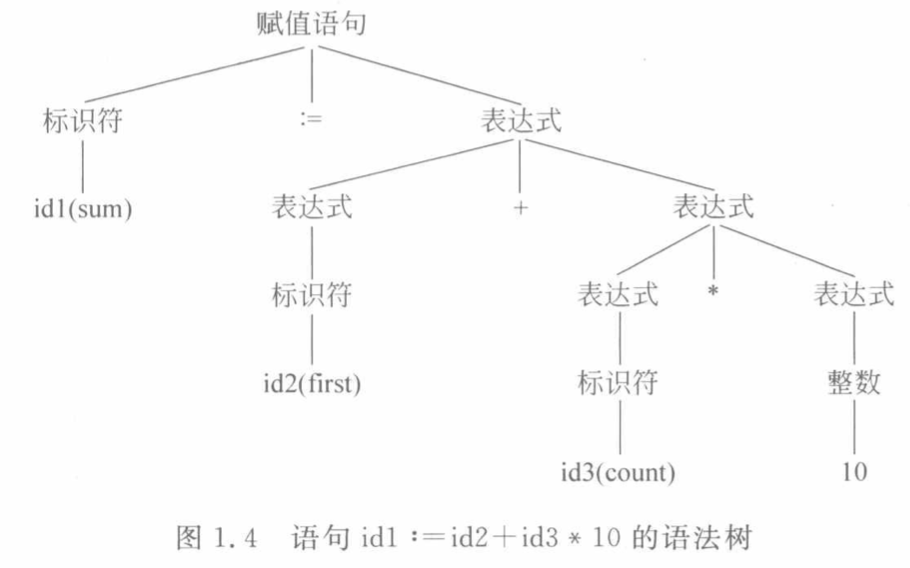 赋值语句
标识符 := 表达式
id1(sum) 表达式 + 表达式
标识符 表达式 * 表达式
id2(first) 标识符 整数
id3(count) 10
图 1.4 语句 id1 :=id2+id3 * 10 的语法树